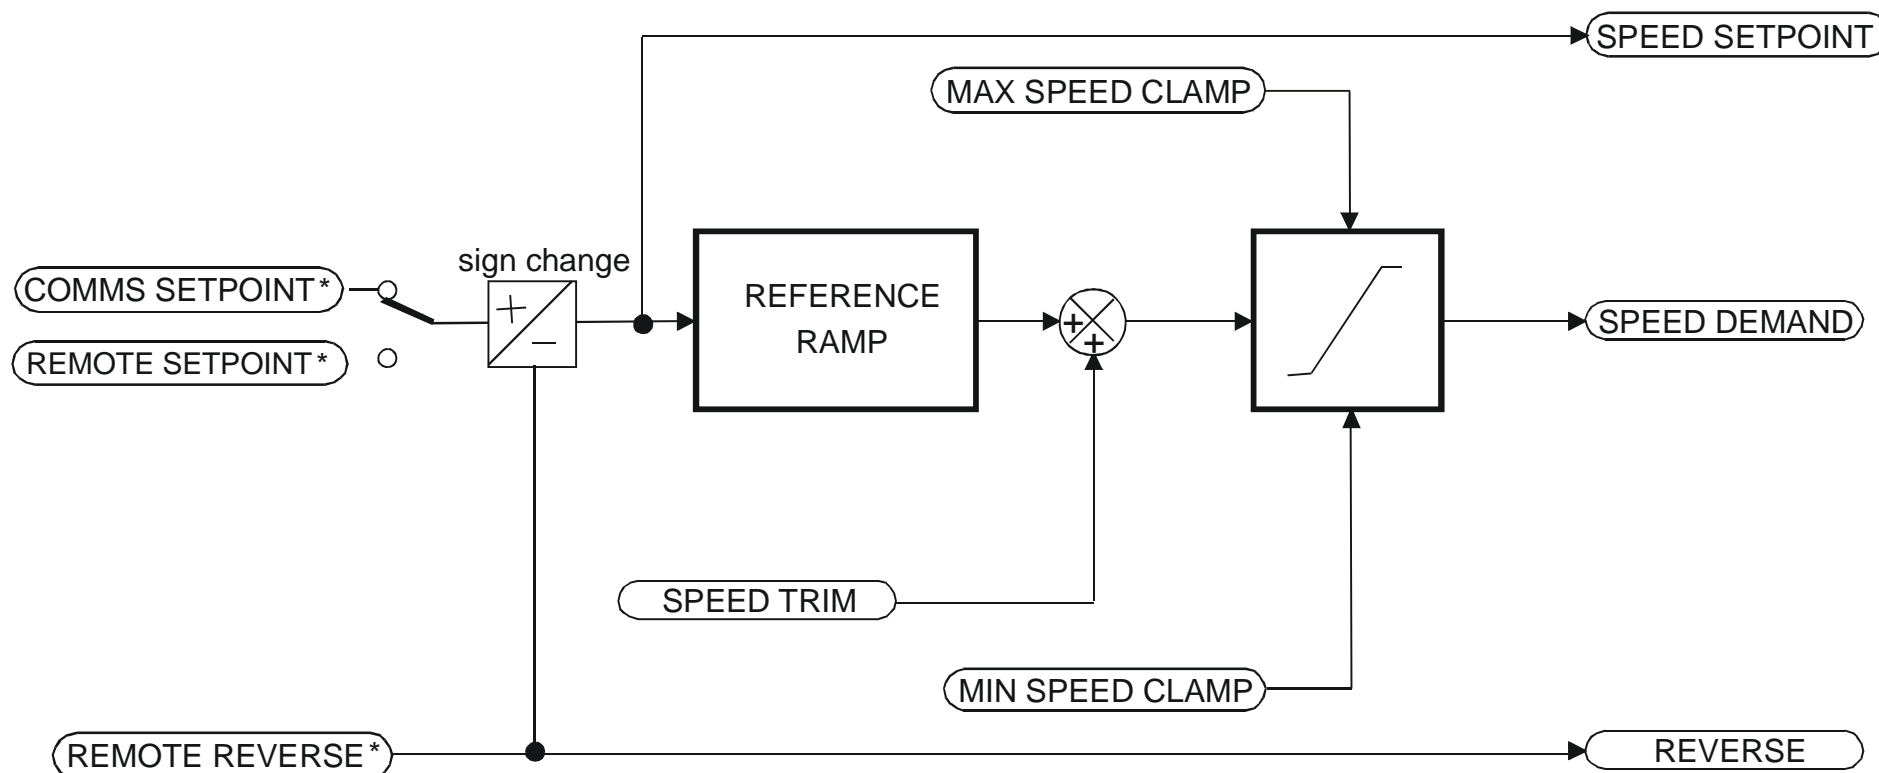 SPEED SETPOINT
MAX SPEED CLAMP
sign change
COMMS SETPOINT*
REMOTE SETPOINT*
+
−
REFERENCE
RAMP
+
+
SPEED DEMAND
SPEED TRIM
MIN SPEED CLAMP
REMOTE REVERSE*
REVERSE